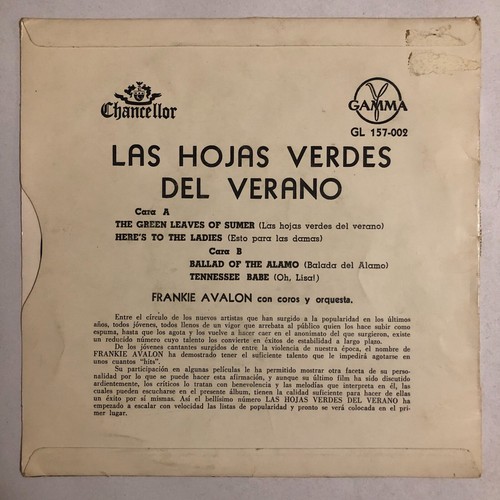 Chancellor
GAMMA
GL 157-002
LAS HOJAS VERDES
DEL VERANO
Cara A
THE GREEN LEAVES OF SUMER (Las hojas verdes del verano)
HERE'S TO THE LADIES (Esto para las damas)
Cara B
BALLAD OF THE ALAMO (Balada del Alamo)
TENNESSEE BABE (Oh, Lisa!)
FRANKIE AVALON con coros y orquesta.
Entre el círculo de los nuevos artistas que han surgido a la popularidad en los últimos
años, todos jóvenes, todos llenos de un vigor que arrebata al público quien los hace subir como
espuma, hasta que los agota y los vuelve a hacer caer en el anonimato del que surgieron, existe
un reducido número cuyo talento los convierte en éxitos de estabilidad a largo plazo.
De los jóvenes cantantes surgidos de entre la violencia de nuestra época, el nombre de
FRANKIE AVALON ha demostrado tener el suficiente talento que le impedirá agotarse en
unos cuantos "hits".
Su participación en algunas películas le ha permitido mostrar otra faceta de su perso-
nalidad por lo que se puede hacer esta afirmación, y aunque su último film ha sido discutido
ardientemente, los críticos lo tratan con benevolencia y las melodías que interpreta en él, las
cuales pueden escucharse en el presente álbum, tienen la calidad suficiente para hacer de ellas
un éxito por sí mismas. Así el bellísimo número LAS HOJAS VERDES DEL VERANO ha
empezado a escalar con velocidad las listas de popularidad y pronto se verá colocada en el pri-
mer lugar.